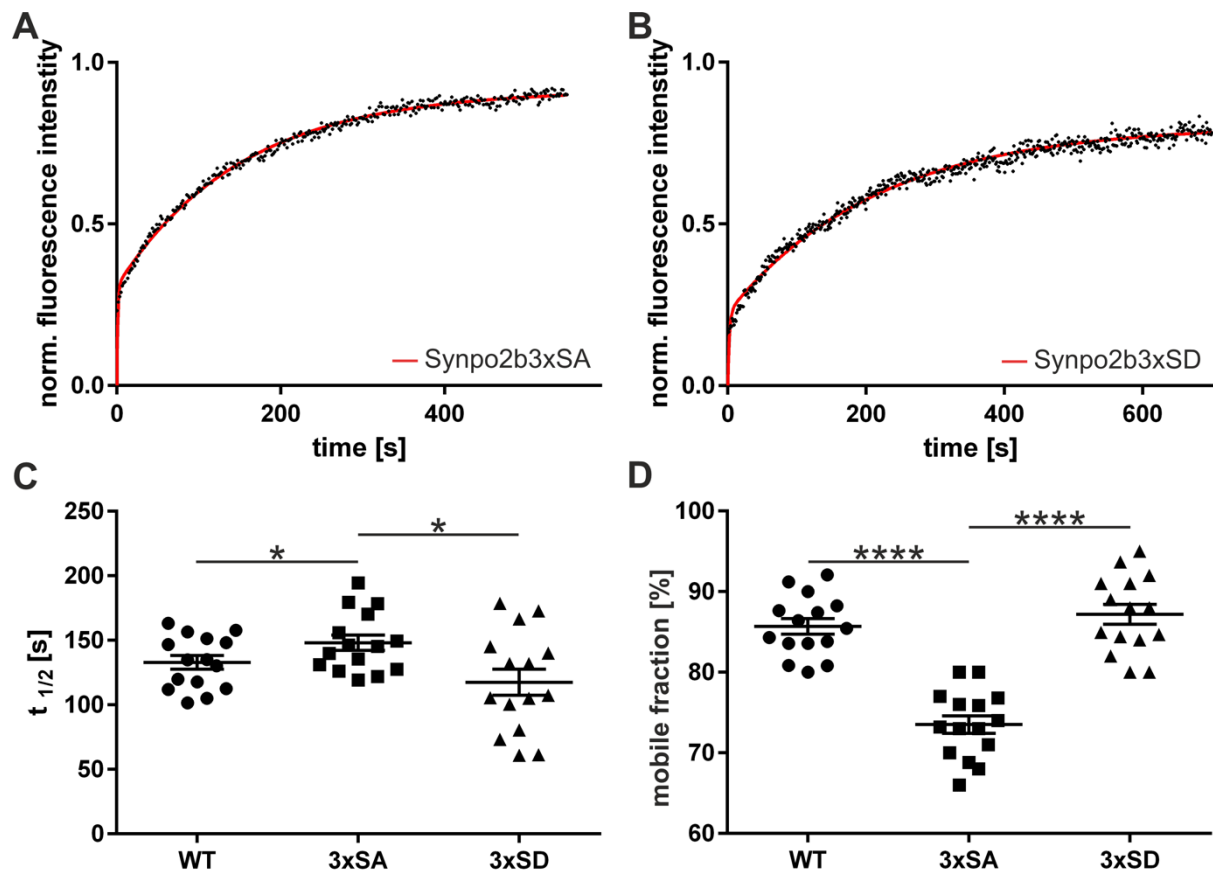 A
norm. fluorescence intenstity
1.0
0.5
0.0
0
200
400
time [s]
Synpo2b3xSA
B
norm. fluorescence intenstity
1.0
0.5
0.0
0
200
400
600
time [s]
Synpo2b3xSD
C
t 1/2 [s]
250
200
150
100
50
0
*
*
WT
3xSA
3xSD
D
mobile fraction [%]
100
90
80
70
60
****
****
WT
3xSA
3xSD